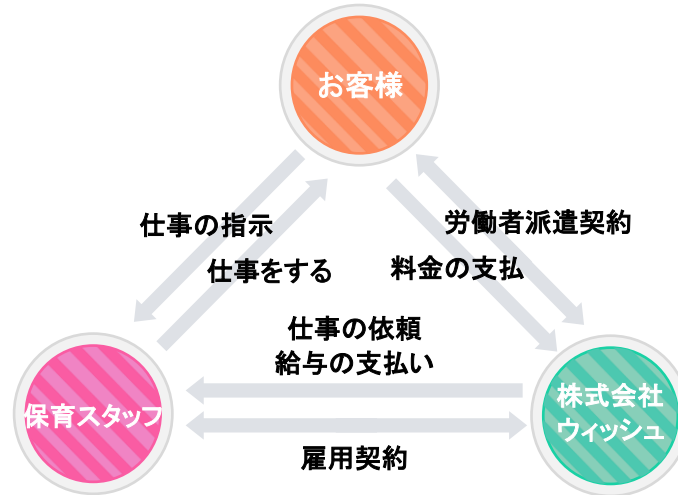 お客様
仕事の指示
労働者派遣契約
仕事をする
料金の支払
仕事の依頼
給与の支払い
保育スタッフ
株式会社
ウィッシュ
雇用契約